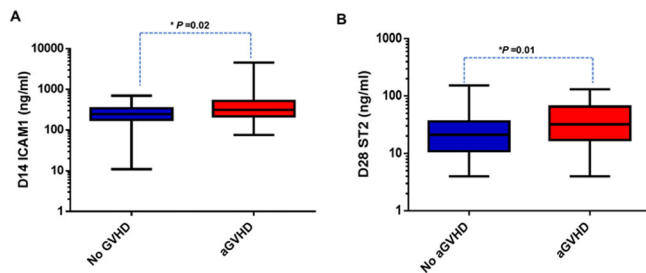 A
* P =0.02
D14 ICAM1 (ng/ml)
10000
1000
100
10
1
No GVHD
aGVHD
B
*P =0.01
D28 ST2 (ng/ml)
1000
100
10
1
No aGVHD
aGVHD